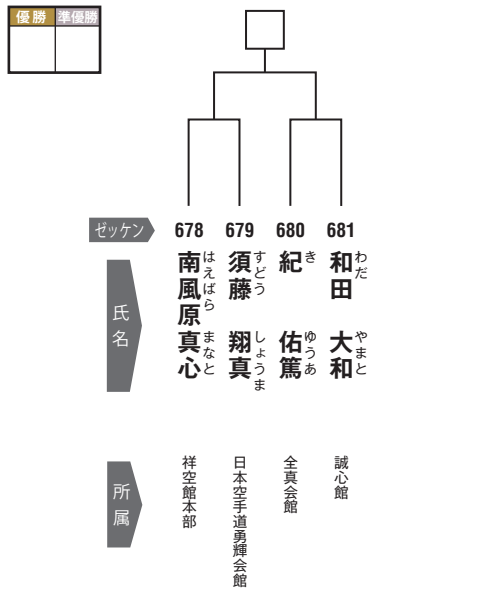 優勝 準優勝
ゼッケン 678 679 680 681
氏名
南風原 真心
はえばら まなと
須藤 翔真
すどう しょうま
紀 佑篤
き ゆうあ
和田 大和
わだ やまと
所属
祥空館本部
日本空手道勇輝会館
全真会館
誠心館